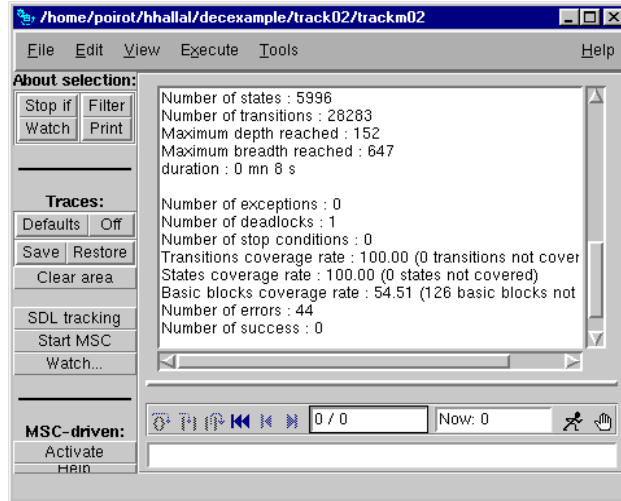 /home/poirot/hhallal/decexample/track02/trackm02
File Edit View Execute Tools Help
About selection:
Stop if Filter
Watch Print
Traces:
Defaults Off
Save Restore
Clear area
SDL tracking
Start MSC
Watch...
MSC-driven:
Activate
Help
Number of states : 5996
Number of transitions : 28283
Maximum depth reached : 152
Maximum breadth reached : 647
duration : 0 mn 8 s
Number of exceptions : 0
Number of deadlocks : 1
Number of stop conditions : 0
Transitions coverage rate : 100.00 (0 transitions not cover
States coverage rate : 100.00 (0 states not covered)
Basic blocks coverage rate : 54.51 (126 basic blocks not
Number of errors : 44
Number of success : 0
0 / 0
Now: 0